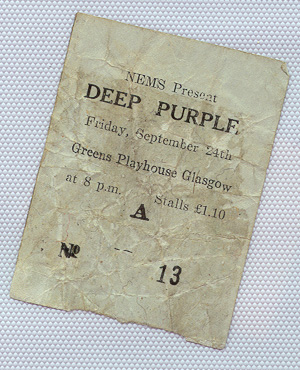 NEMS Present
DEEP PURPLE
Friday, September 24th
Greens Playhouse Glasgow
at 8 p.m. Stalls £1.10
A
No -- 13